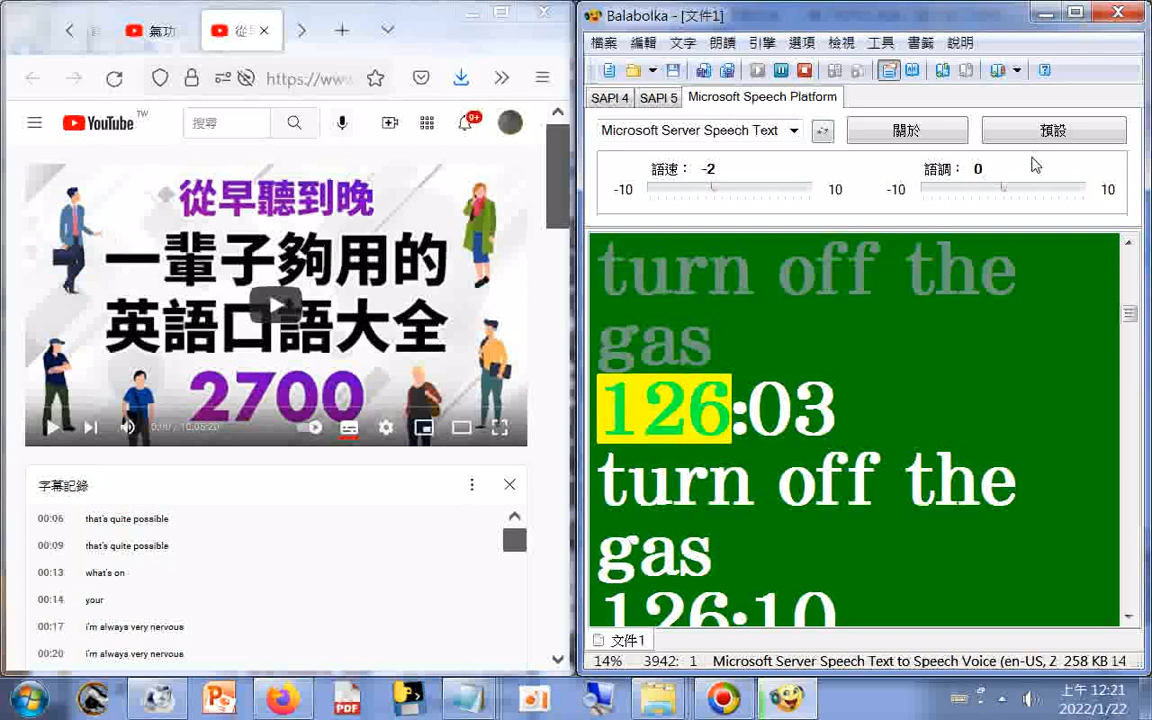 氣功
從
https://www
YouTube TW
搜尋
9+
從早聽到晚
一輩子夠用的
英語口語大全
2700
字幕記錄
00:06 that's quite possible
00:09 that's quite possible
00:13 what's on
00:14 your
00:17 i'm always very nervous
00:20 i'm always very nervous
Balabolka - [文件1]
檔案 編輯 文字 朗讀 引擎 選項 檢視 工具 書籤 說明
SAPI 4 SAPI 5 Microsoft Speech Platform
Microsoft Server Speech Text 關於 預設
語速： -2 語調： 0
-10 10 -10 10
turn off the
gas
126:03
turn off the
gas
126:10
文件1
14% 3942: 1 Microsoft Server Speech Text to Speech Voice (en-US, Z 258 KB 14
PDF
上午 12:21
2022/1/22